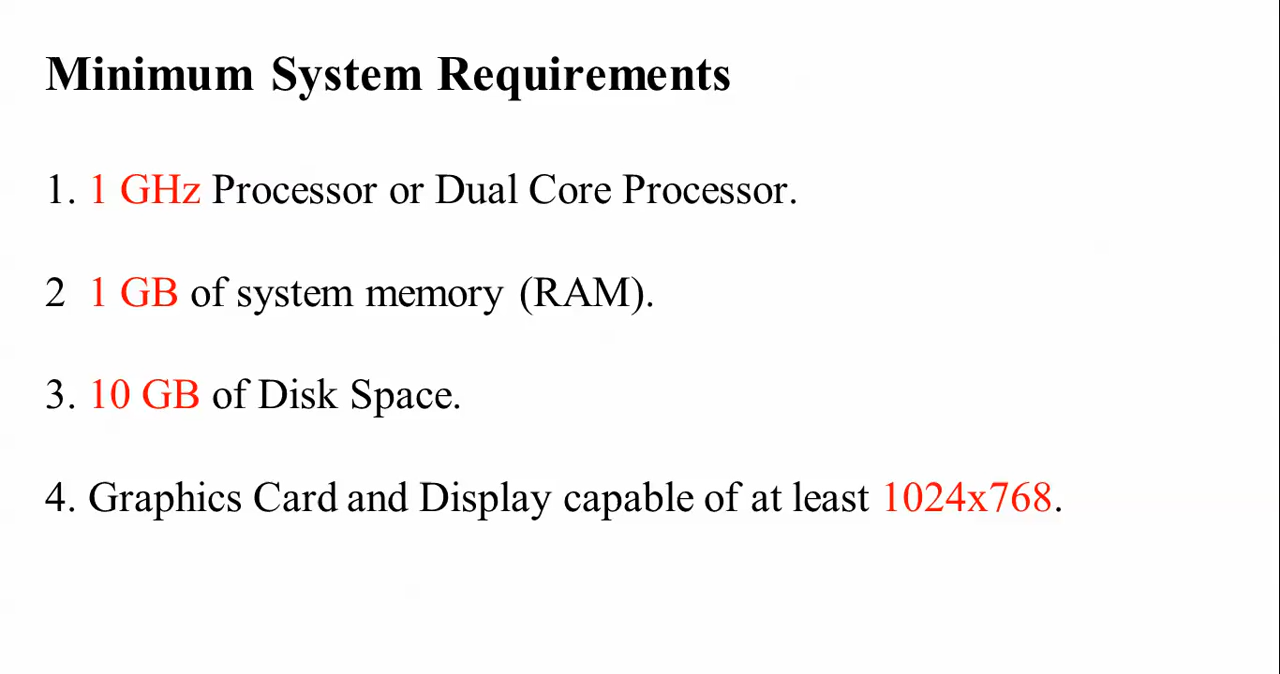 Minimum System Requirements
1. 1 GHz Processor or Dual Core Processor.
2 1 GB of system memory (RAM).
3. 10 GB of Disk Space.
4. Graphics Card and Display capable of at least 1024x768.